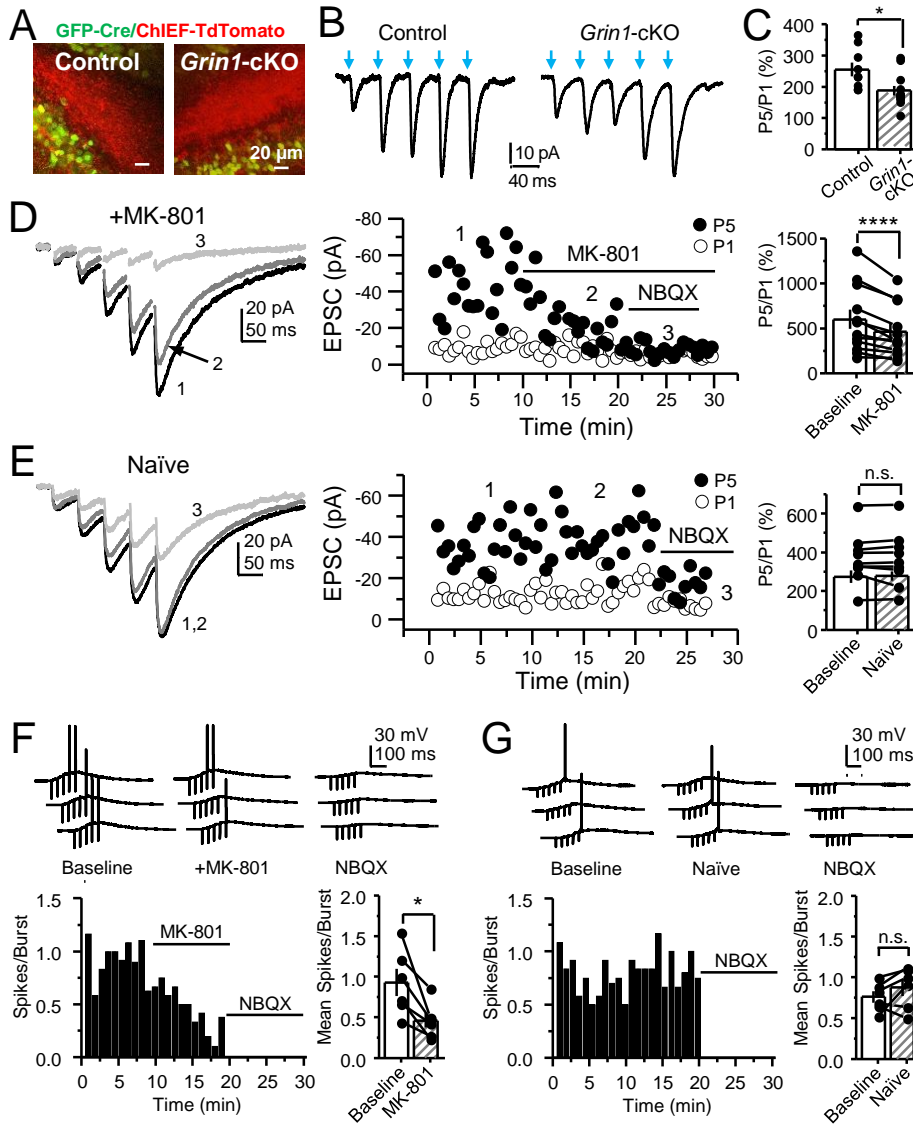 A
GFP-Cre/ChIEF-TdTomato
Control
Grin1-cKO
20 µm
B
Control
Grin1-cKO
10 pA
40 ms
C
*
P5/P1 (%)
400
300
200
100
0
Control
Grin1-
cKO
D
+MK-801
3
20 pA
50 ms
2
1
EPSC (pA)
-80
-60
-40
-20
0
1
P5
P1
MK-801
2
NBQX
3
0 5 10 15 20 25 30
Time (min)
****
P5/P1 (%)
1500
1000
500
0
Baseline
MK-801
E
Naïve
3
20 pA
50 ms
1,2
EPSC (pA)
-60
-40
-20
0
1
2
P5
P1
NBQX
3
0 5 10 15 20 25 30
Time (min)
n.s.
P5/P1 (%)
600
400
200
0
Baseline
Naïve
F
30 mV
100 ms
Baseline
+MK-801
NBQX
Spikes/Burst
1.5
1.0
0.5
0.0
MK-801
NBQX
0 5 10 15 20 25 30
Time (min)
Mean Spikes/Burst
2.0
1.5
1.0
0.5
0.0
*
Baseline
MK-801
G
30 mV
100 ms
Baseline
Naïve
NBQX
Spikes/Burst
1.5
1.0
0.5
0.0
NBQX
0 5 10 15 20 25 30
Time (min)
Mean Spikes/Burst
2.0
1.5
1.0
0.5
0.0
n.s.
Baseline
Naïve